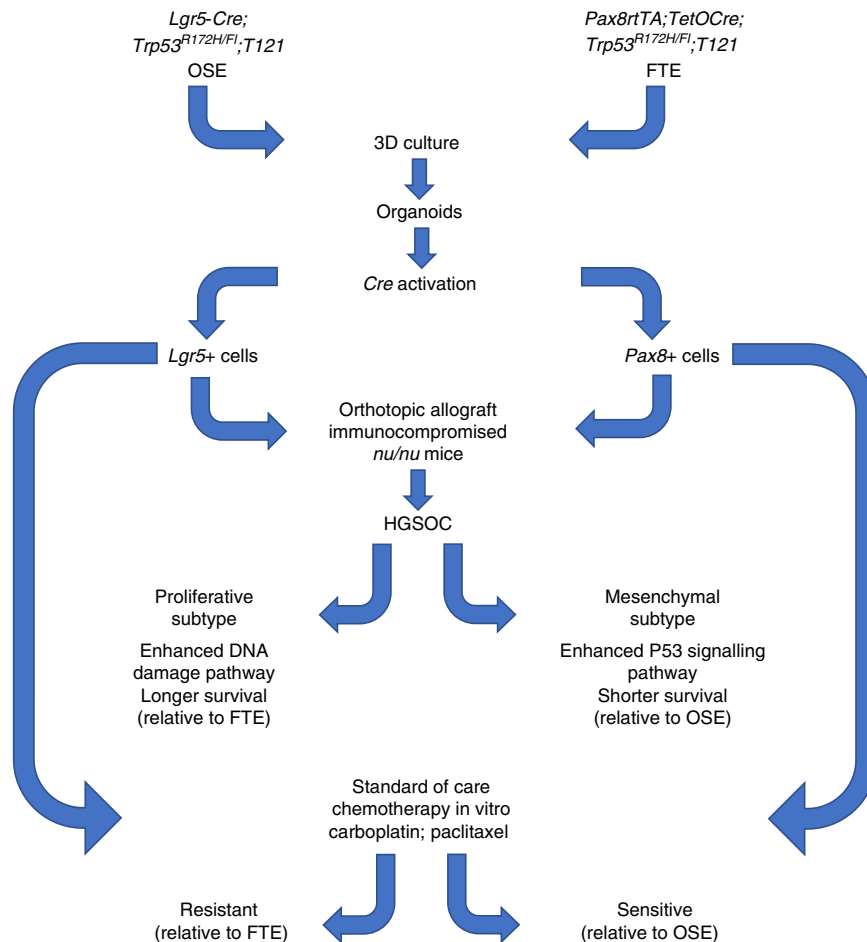 Lgr5-Cre;
Trp53R172H/Fl;T121
OSE
Pax8rtTA;TetOCre;
Trp53R172H/Fl;T121
FTE
3D culture
Organoids
Cre activation
Lgr5+ cells
Pax8+ cells
Orthotopic allograft
immunocompromised
nu/nu mice
HGSOC
Proliferative
subtype
Enhanced DNA
damage pathway
Longer survival
(relative to FTE)
Mesenchymal
subtype
Enhanced P53 signalling
pathway
Shorter survival
(relative to OSE)
Standard of care
chemotherapy in vitro
carboplatin; paclitaxel
Resistant
(relative to FTE)
Sensitive
(relative to OSE)